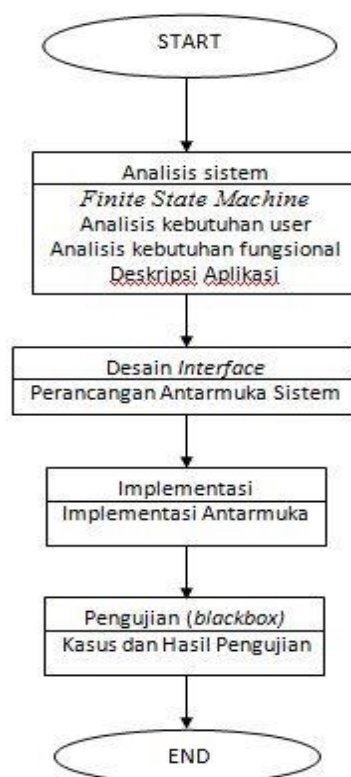 START
Analisis sistem
Finite State Machine
Analisis kebutuhan user
Analisis kebutuhan fungsional
Deskripsi Aplikasi
Desain Interface
Perancangan Antarmuka Sistem
Implementasi
Implementasi Antarmuka
Pengujian (blackbox)
Kasus dan Hasil Pengujian
END